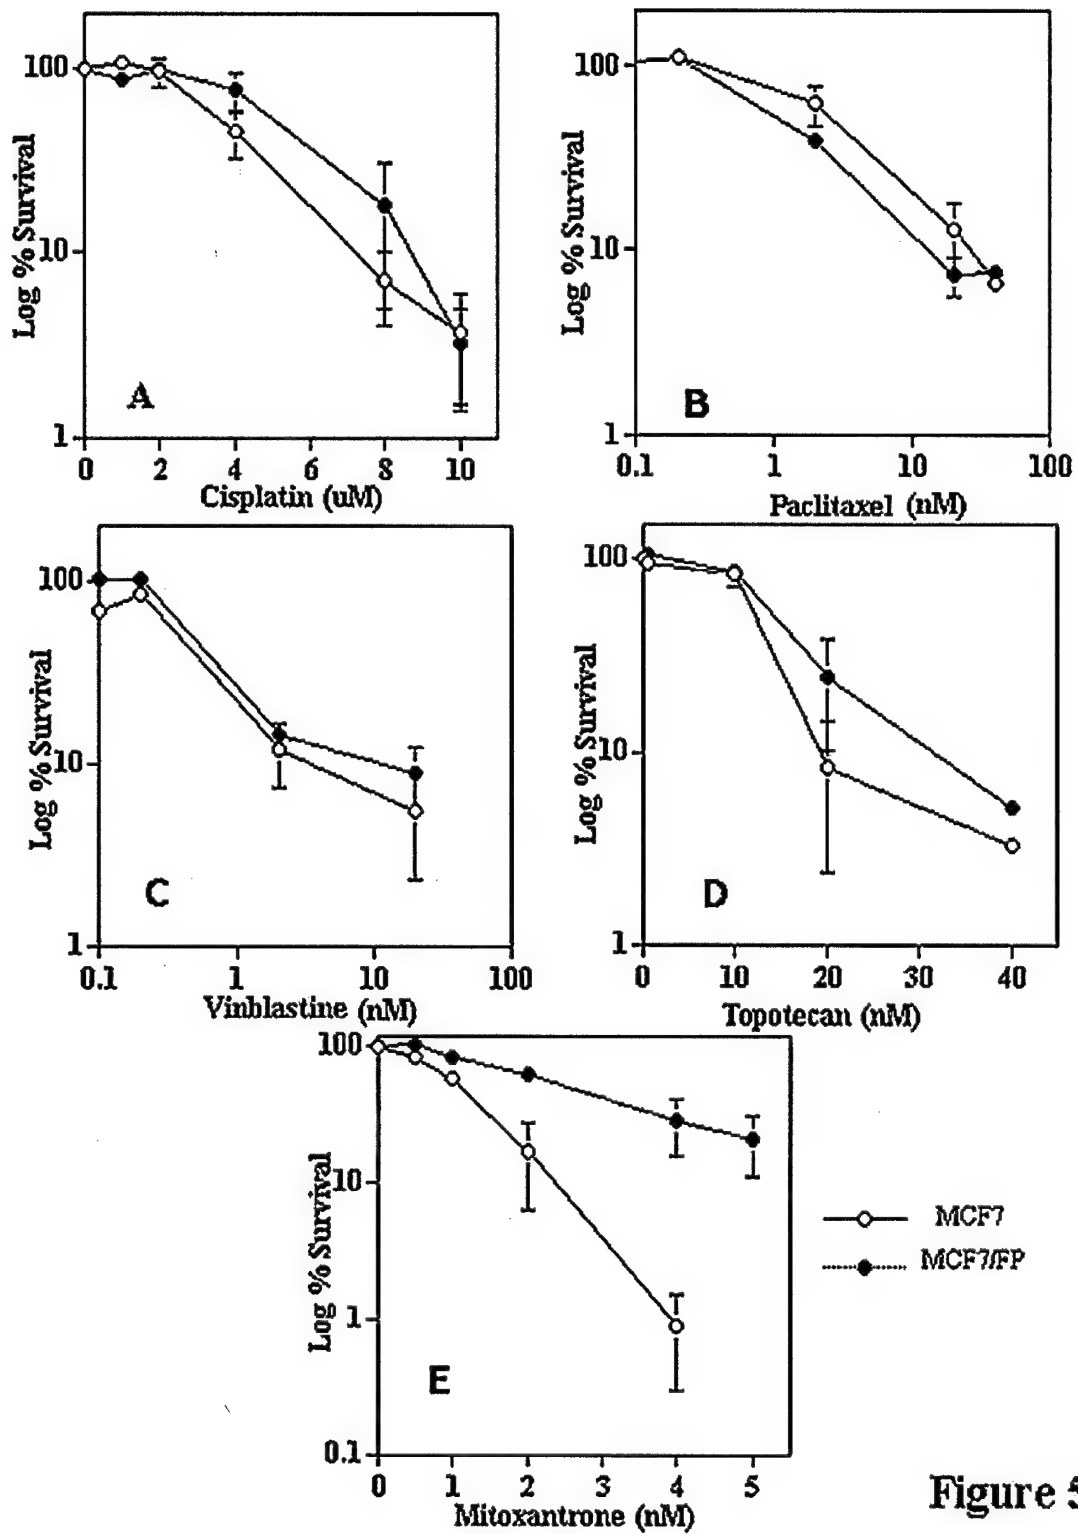 100
10
1
Log % Survival
A
0 2 4 6 8 10
Cisplatin (uM)
100
10
1
Log % Survival
B
0.1 1 10 100
Paclitaxel (nM)
100
10
1
Log % Survival
C
0.1 1 10 100
Vinblastine (nM)
100
10
1
Log % Survival
D
0 10 20 30 40
Topotecan (nM)
100
10
1
0.1
Log % Survival
E
0 1 2 3 4 5
Mitoxantrone (nM)
MCF7
MCF7/FP
Figure 5